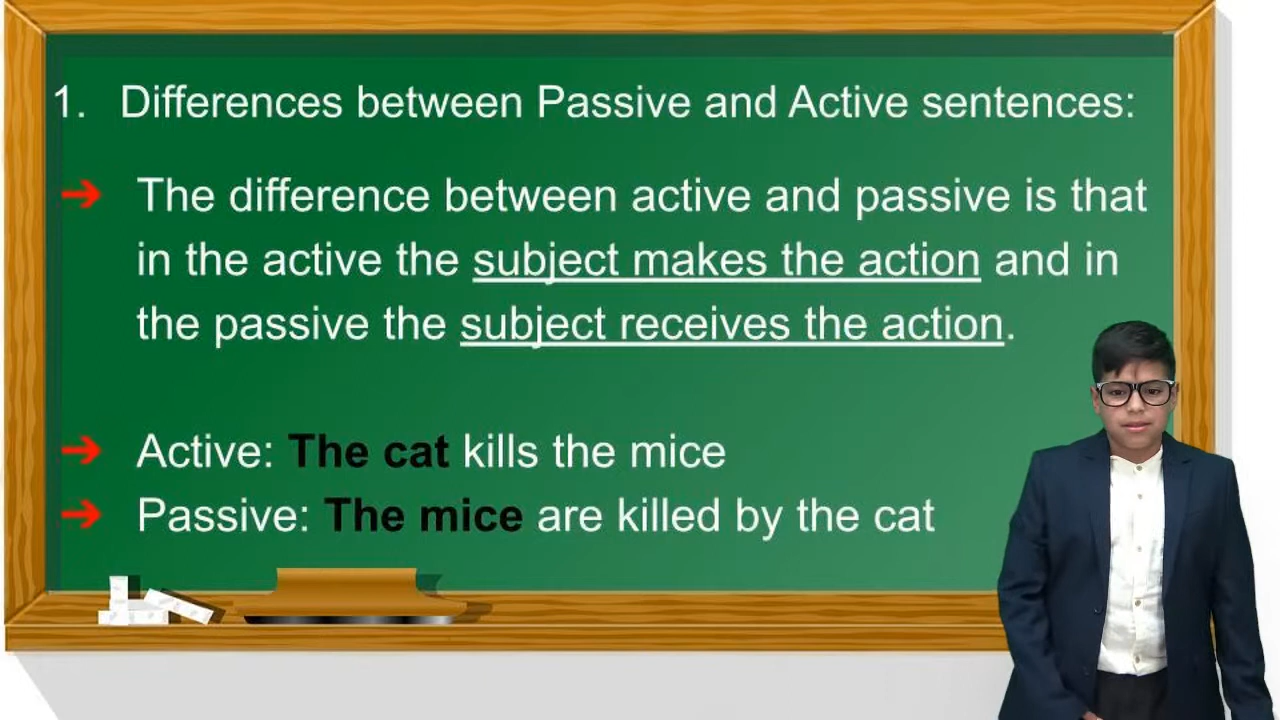 1. Differences between Passive and Active sentences:
➔ The difference between active and passive is that
in the active the subject makes the action and in
the passive the subject receives the action.
➔ Active: The cat kills the mice
➔ Passive: The mice are killed by the cat